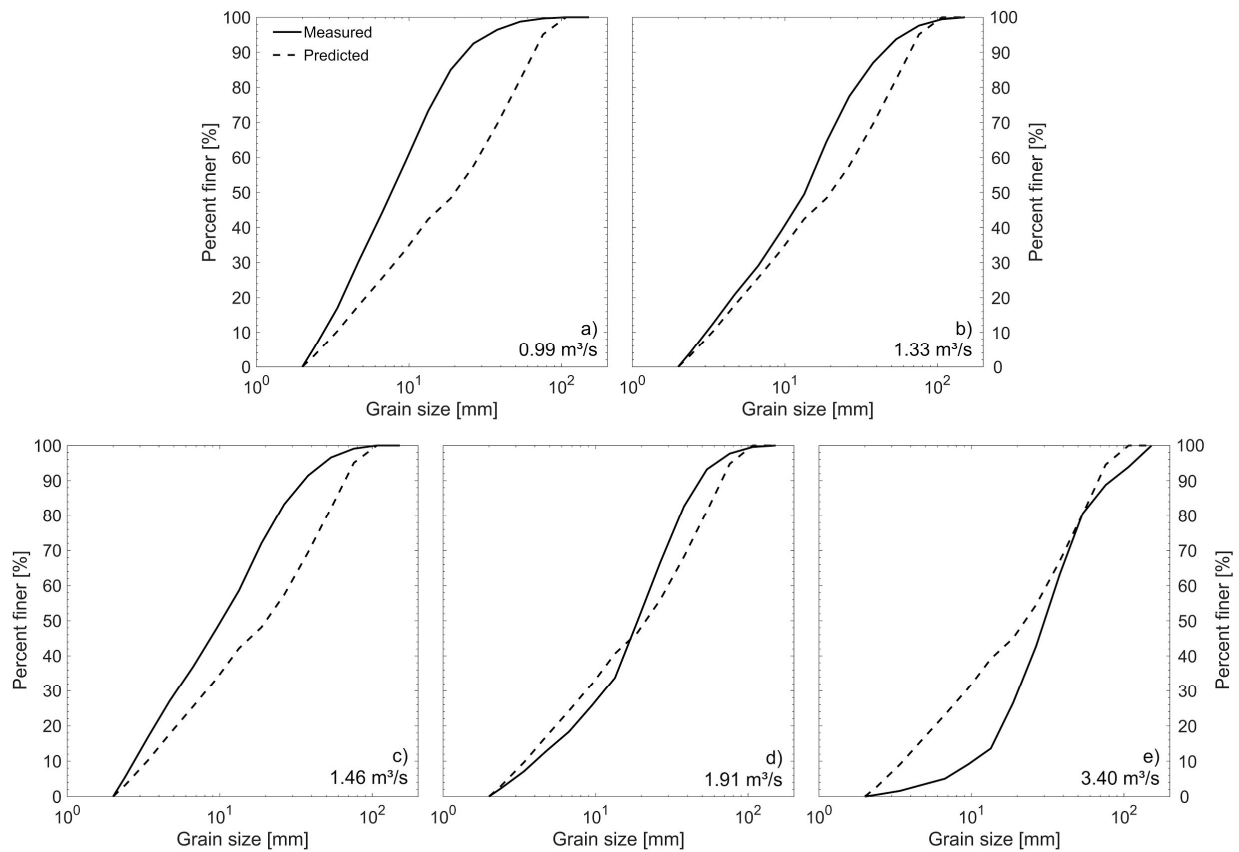 100
90
80
70
60
50
40
30
20
10
0
Percent finer [%]
Measured
Predicted
a)
0.99 m³/s
10⁰
10¹
10²
Grain size [mm]
b)
1.33 m³/s
10⁰
10¹
10²
Grain size [mm]
100
90
80
70
60
50
40
30
20
10
0
Percent finer [%]
100
90
80
70
60
50
40
30
20
10
0
Percent finer [%]
c)
1.46 m³/s
10⁰
10¹
10²
Grain size [mm]
d)
1.91 m³/s
10⁰
10¹
10²
Grain size [mm]
e)
3.40 m³/s
10⁰
10¹
10²
Grain size [mm]
100
90
80
70
60
50
40
30
20
10
0
Percent finer [%]